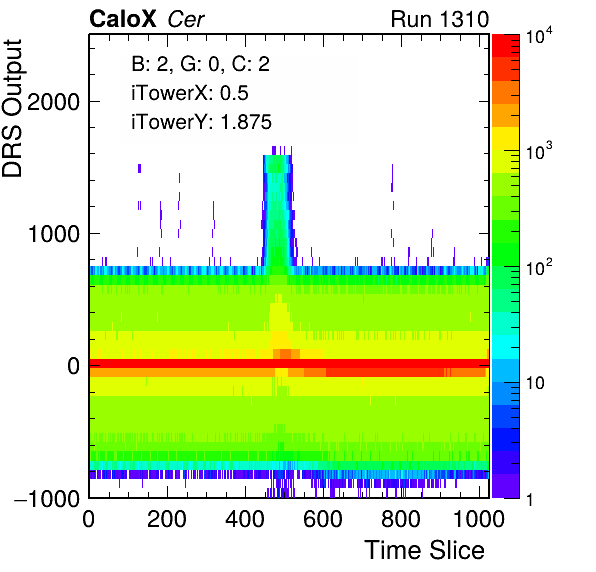 CaloX Cer Run 1310
B: 2, G: 0, C: 2
iTowerX: 0.5
iTowerY: 1.875
DRS Output
2000
1000
0
−1000
0 200 400 600 800 1000
Time Slice
10⁴
10³
10²
10
1